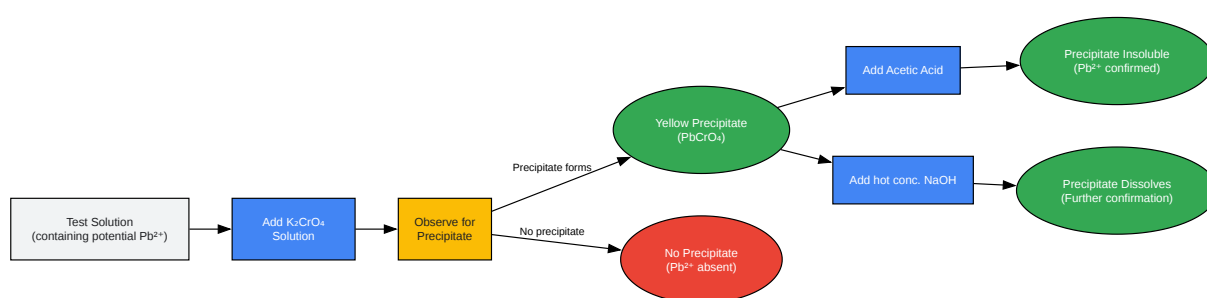 Test Solution
(containing potential Pb²⁺)
Add K₂CrO₄
Solution
Observe for
Precipitate
Precipitate forms
No precipitate
Yellow Precipitate
(PbCrO₄)
No Precipitate
(Pb²⁺ absent)
Add Acetic Acid
Add hot conc. NaOH
Precipitate Insoluble
(Pb²⁺ confirmed)
Precipitate Dissolves
(Further confirmation)